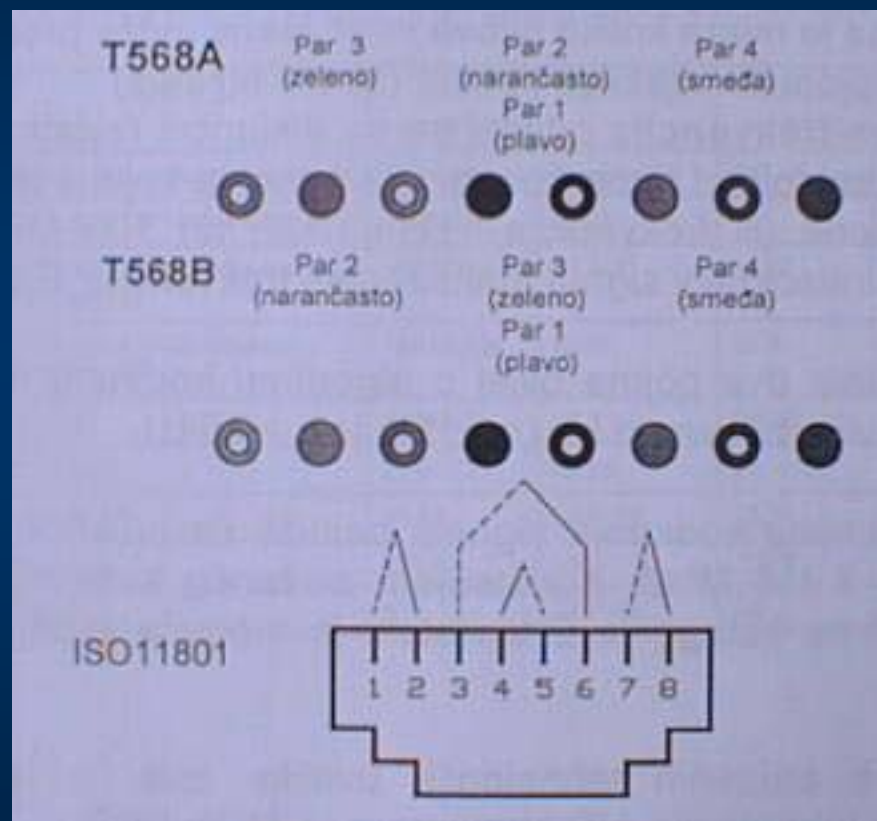 T568A
Par 3
(zeleno)
Par 2
(narančasto)
Par 1
(plavo)
Par 4
(smeđa)
T568B
Par 2
(narančasto)
Par 3
(zeleno)
Par 1
(plavo)
Par 4
(smeđa)
ISO11801
1 2 3 4 5 6 7 8